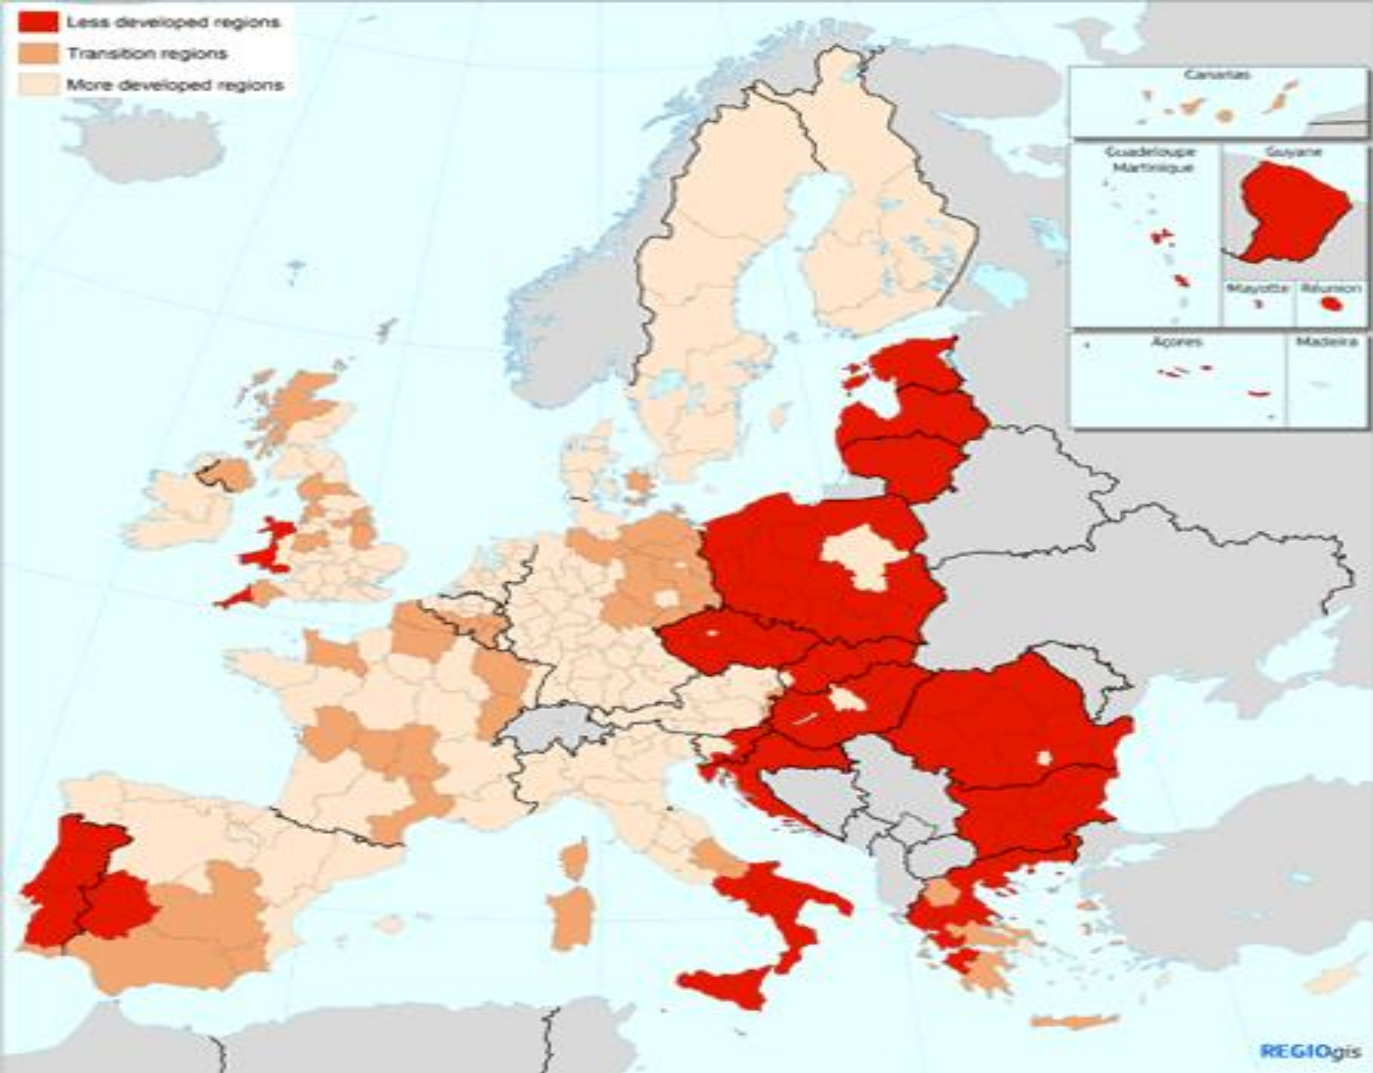 Less developed regions
Transition regions
More developed regions
Canarias
Guadeloupe
Martinique
Guyane
Mayotte
Réunion
Açores
Madeira
REGIOgis